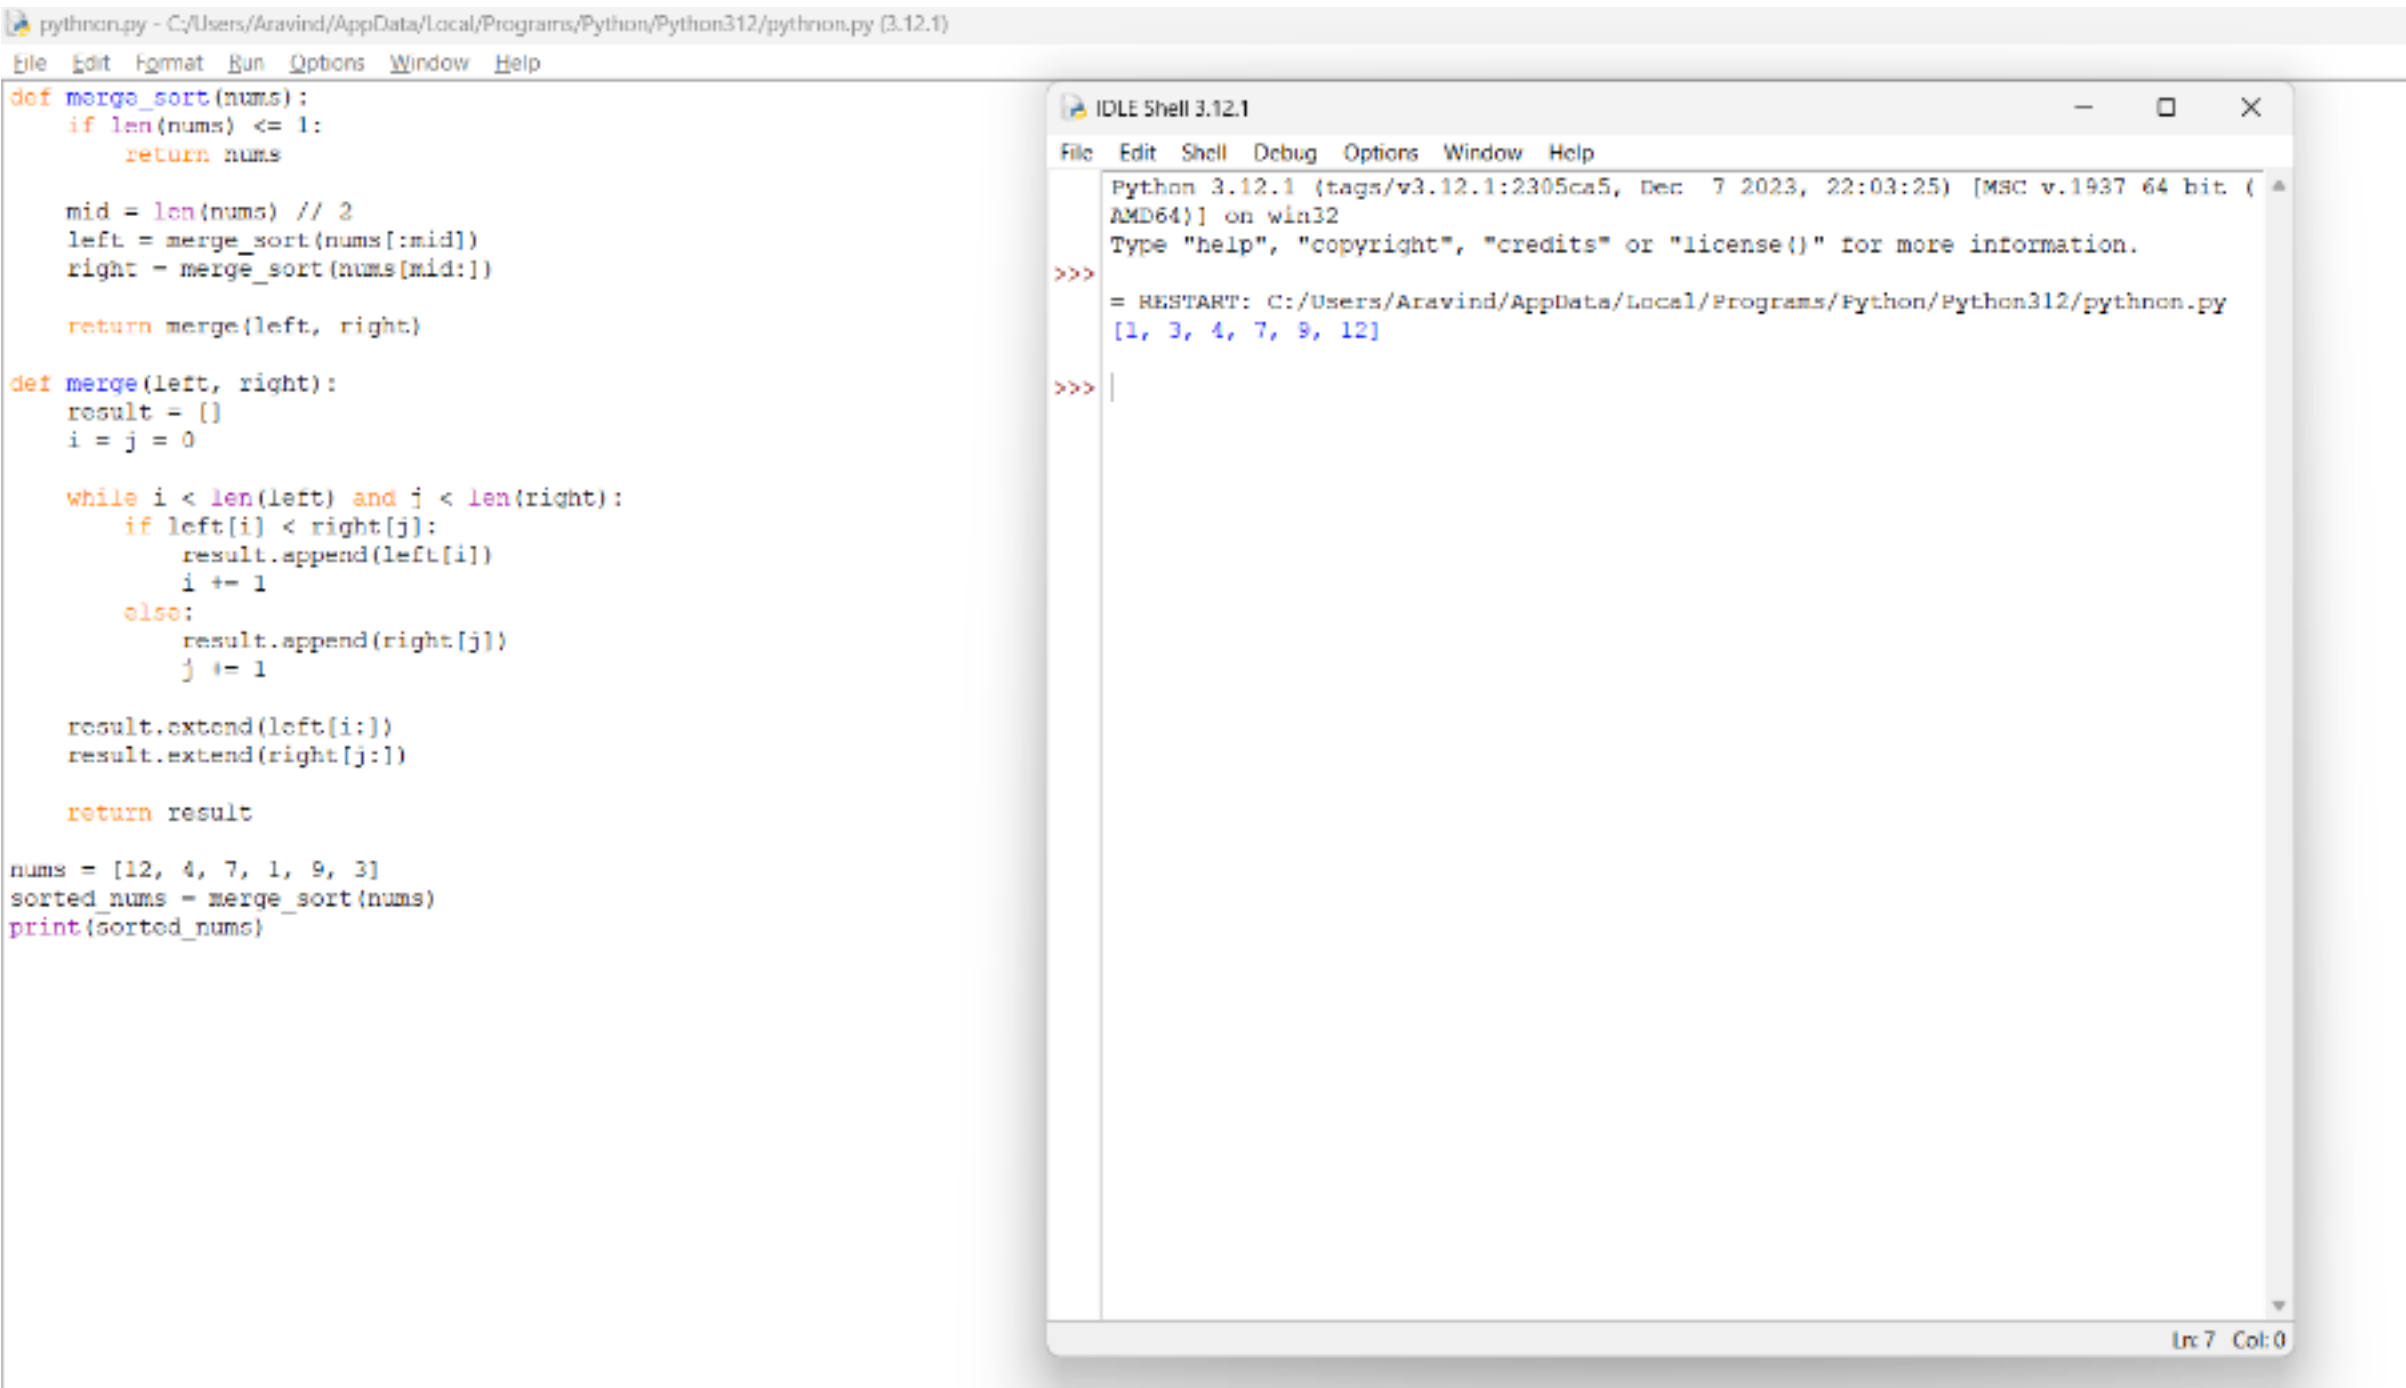 pythnon.py - C:/Users/Aravind/AppData/Local/Programs/Python/Python312/pythnon.py (3.12.1)
File Edit Format Run Options Window Help
def merge_sort(nums):
    if len(nums) <= 1:
        return nums
    mid = len(nums) // 2
    left = merge_sort(nums[:mid])
    right = merge_sort(nums[mid:])
    return merge(left, right)
def merge(left, right):
    result = []
    i = j = 0
    while i < len(left) and j < len(right):
        if left[i] < right[j]:
            result.append(left[i])
            i += 1
        else:
            result.append(right[j])
            j += 1
    result.extend(left[i:])
    result.extend(right[j:])
    return result
nums = [12, 4, 7, 1, 9, 3]
sorted_nums = merge_sort(nums)
print(sorted_nums)
IDLE Shell 3.12.1
File Edit Shell Debug Options Window Help
Python 3.12.1 (tags/v3.12.1:2305ca5, Dec  7 2023, 22:03:25) [MSC v.1937 64 bit (
AMD64)] on win32
Type "help", "copyright", "credits" or "license()" for more information.
>>>
= RESTART: C:/Users/Aravind/AppData/Local/Programs/Python/Python312/pythnon.py
[1, 3, 4, 7, 9, 12]
>>>
Ln: 7 Col: 0